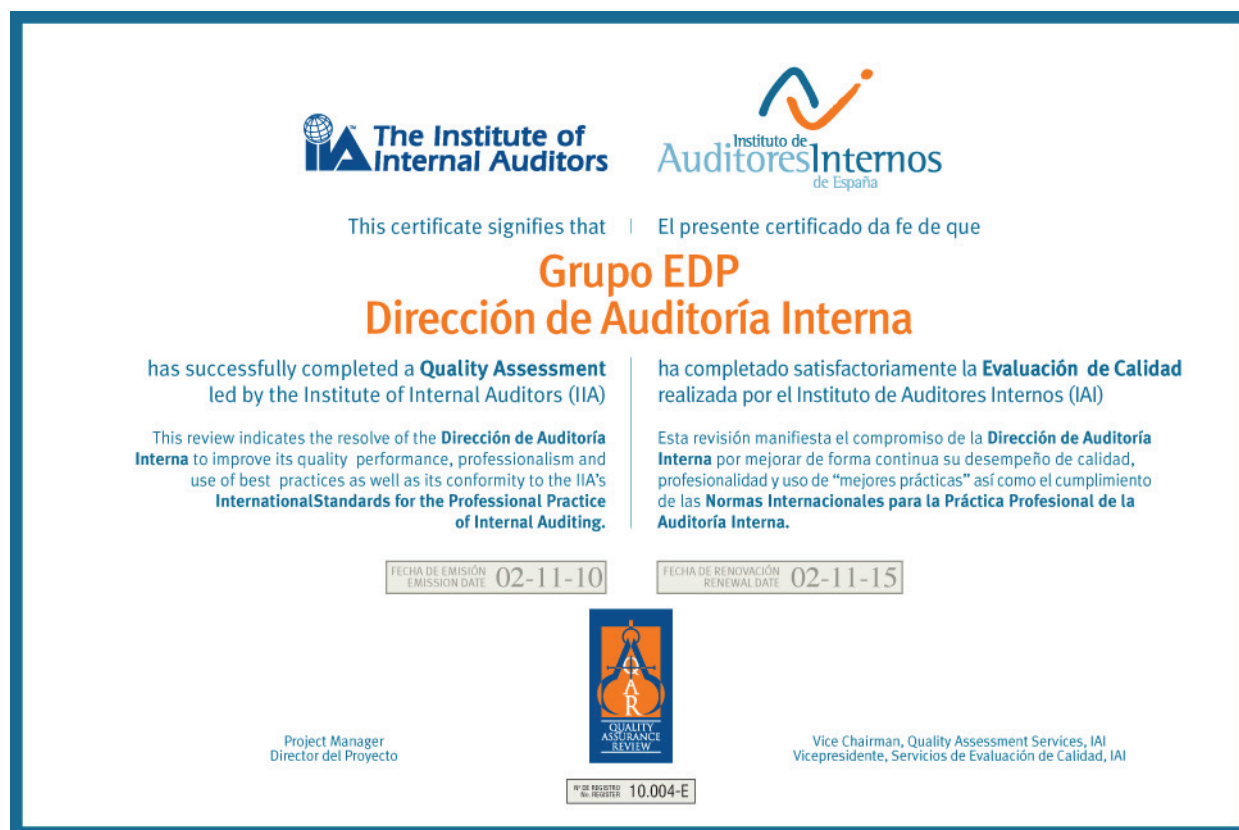 The Institute of
Internal Auditors
Instituto de
Auditores Internos
de España
This certificate signifies that
El presente certificado da fe de que
Grupo EDP
Dirección de Auditoría Interna
has successfully completed a Quality Assessment
led by the Institute of Internal Auditors (IIA)
This review indicates the resolve of the Dirección de Auditoría
Interna to improve its quality performance, professionalism and
use of best practices as well as its conformity to the IIA's
InternationalStandards for the Professional Practice
of Internal Auditing.
ha completado satisfactoriamente la Evaluación de Calidad
realizada por el Instituto de Auditores Internos (IAI)
Esta revisión manifiesta el compromiso de la Dirección de Auditoría
Interna por mejorar de forma continua su desempeño de calidad,
profesionalidad y uso de “mejores prácticas” así como el cumplimiento
de las Normas Internacionales para la Práctica Profesional de la
Auditoría Interna.
FECHA DE EMISIÓN
EMISSION DATE 02-11-10
FECHA DE RENOVACIÓN
RENEWAL DATE 02-11-15
Q
A
R
QUALITY
ASSURANCE
REVIEW
Project Manager
Director del Proyecto
Vice Chairman, Quality Assessment Services, IAI
Vicepresidente, Servicios de Evaluación de Calidad, IAI
Nº DE REGISTRO
No. REGISTER 10.004-E